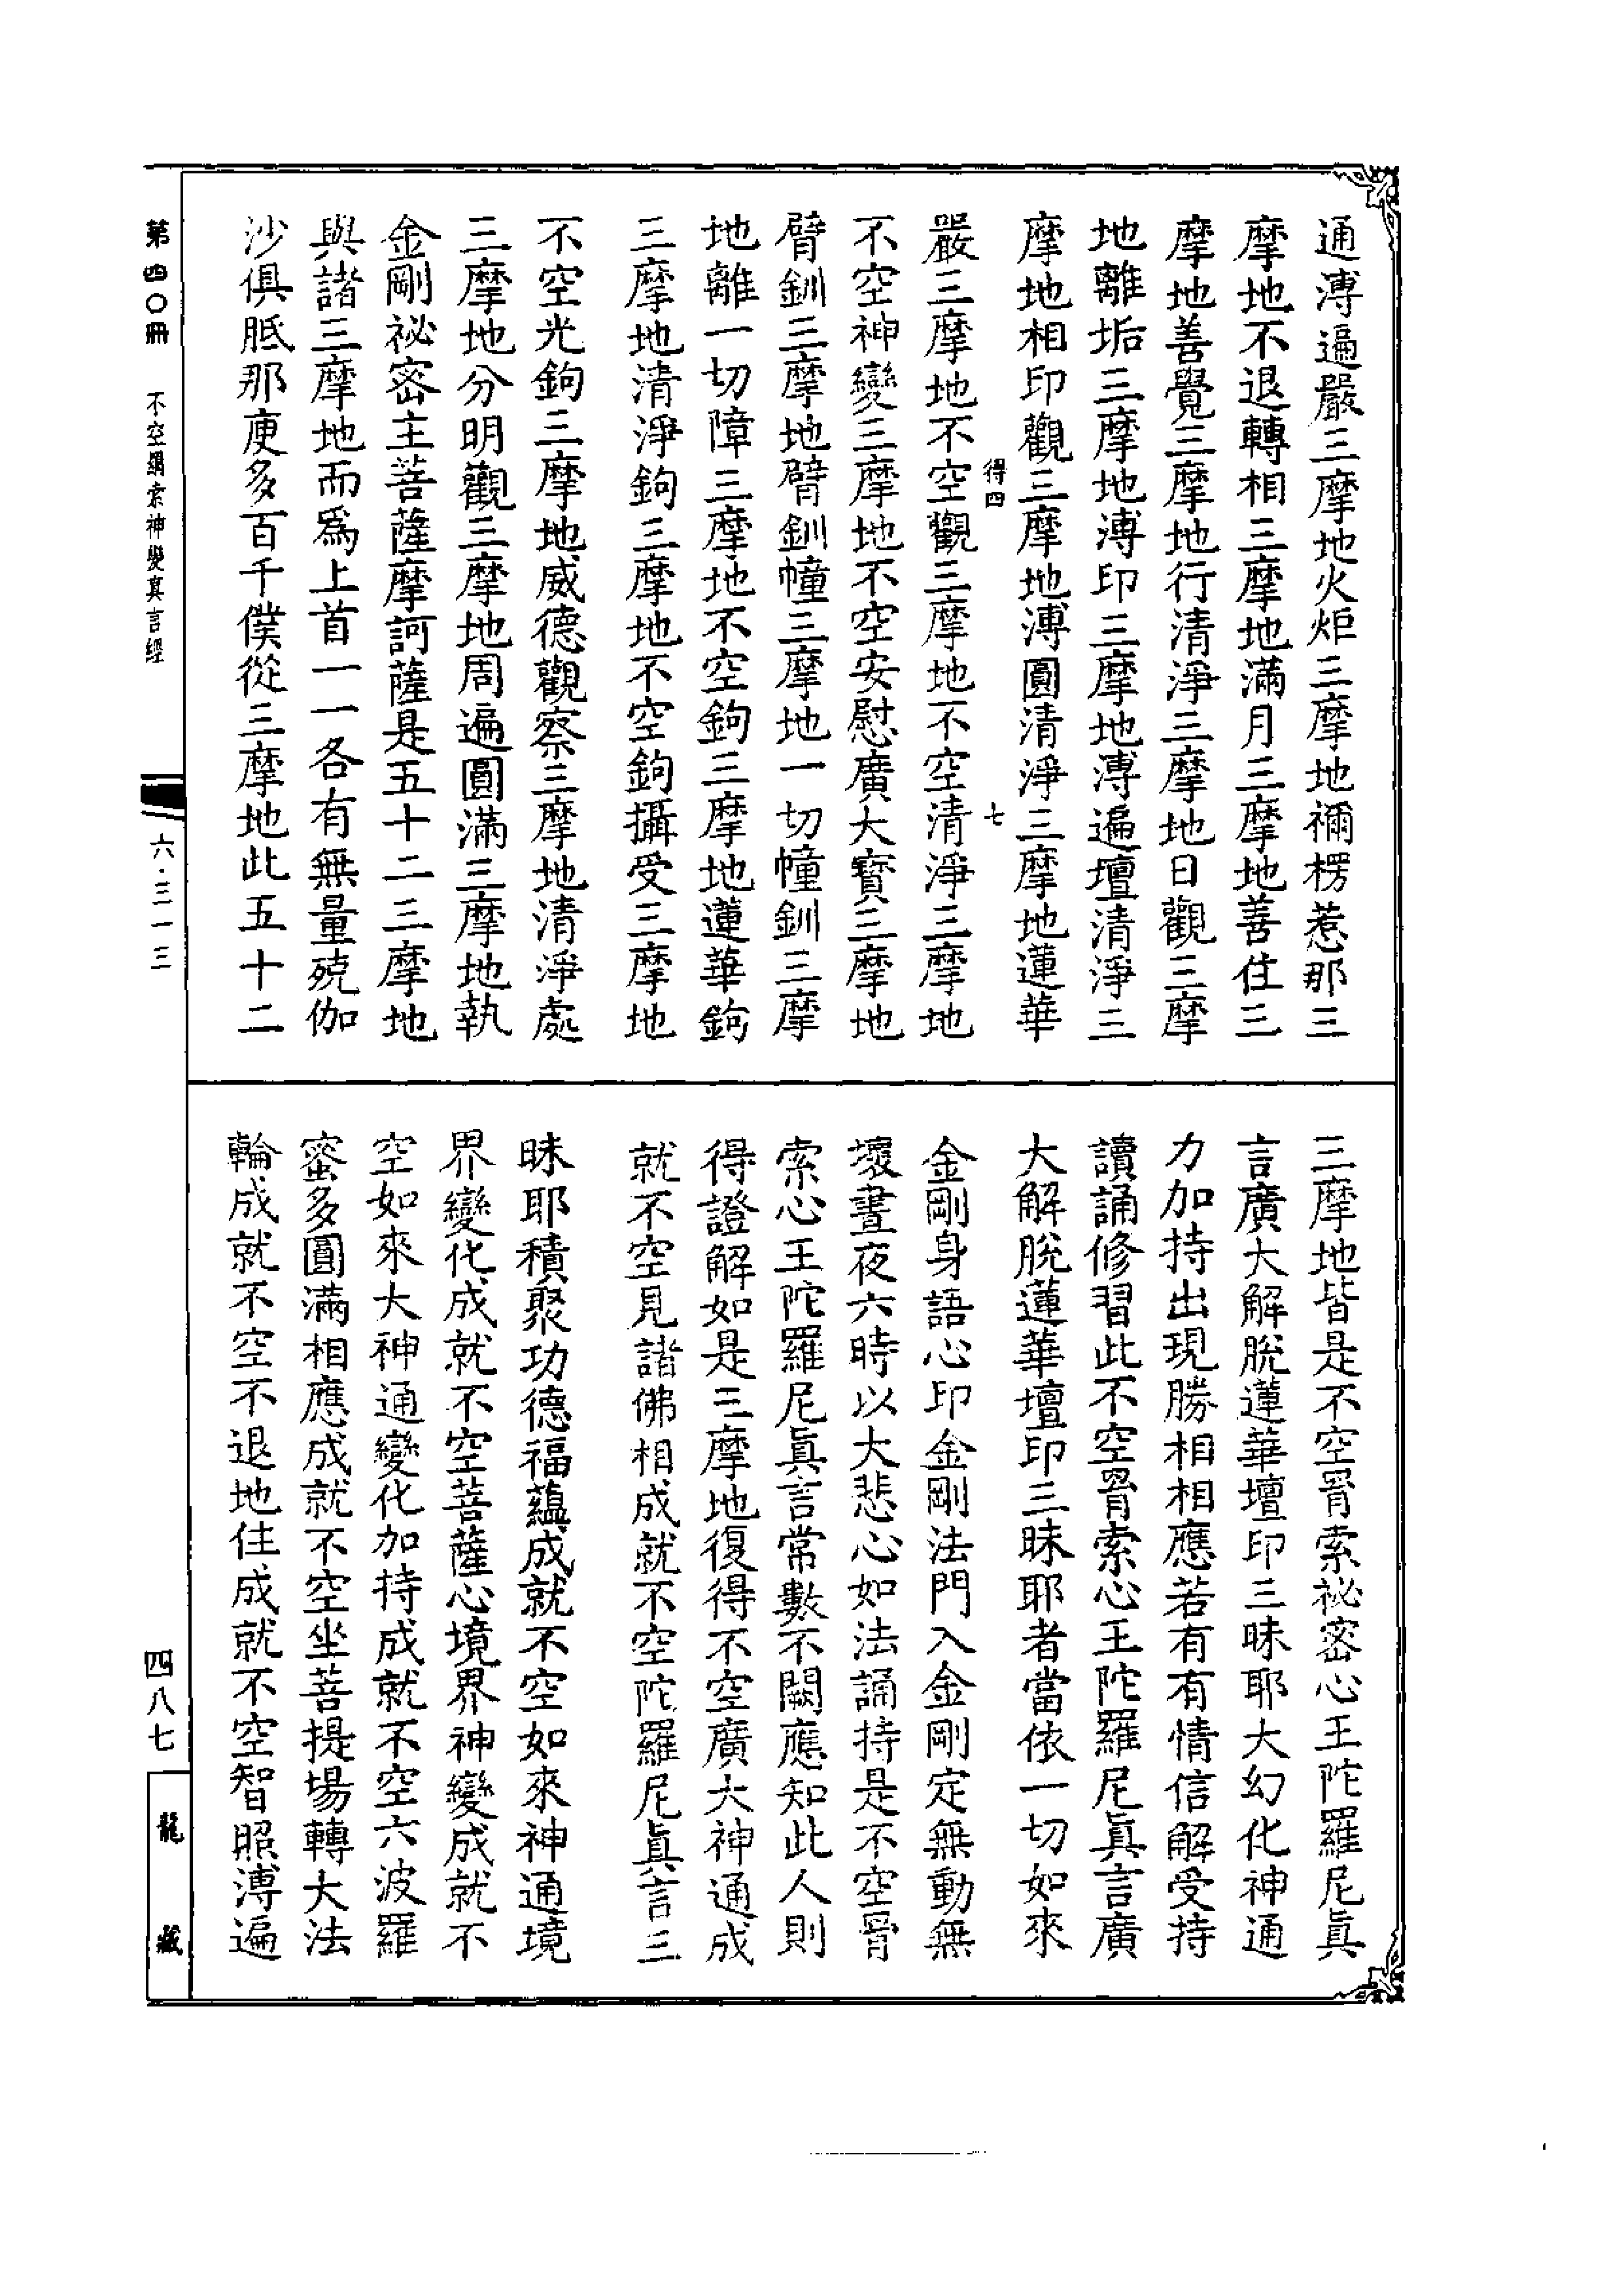 通溥遍嚴三摩地火炬三摩地禰楞惹那三
摩地不退轉相三摩地滿月三摩地善住三
摩地善覺三摩地行清淨三摩地日觀三摩
地離垢三摩地溥印三摩地溥遍壇清淨三
摩地相印觀三摩地溥圓清淨三摩地蓮華
得四 七
嚴三摩地不空觀三摩地不空清淨三摩地
不空神變三摩地不空安慰廣大寶三摩地
臂釧三摩地臂釧幢三摩地一切幢釧三摩
地離一切障三摩地不空鉤三摩地蓮華鉤
三摩地清淨鉤三摩地不空鉤攝受三摩地
不空光鉤三摩地威德觀察三摩地清淨處
三摩地分明觀三摩地周遍圓滿三摩地執
金剛祕密主菩薩摩訶薩是五十二三摩地
與諸三摩地而爲上首一一各有無量殑伽
沙俱胝那庾多百千僕從三摩地此五十二
三摩地皆是不空罥索祕密心王陀羅尼眞
言廣大解脫蓮華壇印三昧耶大幻化神通
力加持出現勝相相應若有有情信解受持
讀誦修習此不空罥索心王陀羅尼眞言廣
大解脫蓮華壇印三昧耶者當依一切如來
金剛身語心印金剛法門入金剛定無動無
壞晝夜六時以大悲心如法誦持是不空罥
索心王陀羅尼眞言常數不闕應知此人則
得證解如是三摩地復得不空廣大神通成
就不空見諸佛相成就不空陀羅尼眞言三
昧耶積聚功德福蘊成就不空如來神通境
界變化成就不空菩薩心境界神變成就不
空如來大神通變化加持成就不空六波羅
蜜多圓滿相應成就不空坐菩提場轉大法
輪成就不空不退地住成就不空智照溥遍
第四〇冊 不空羂索神變真言經
六·三一三
四八七
龍藏